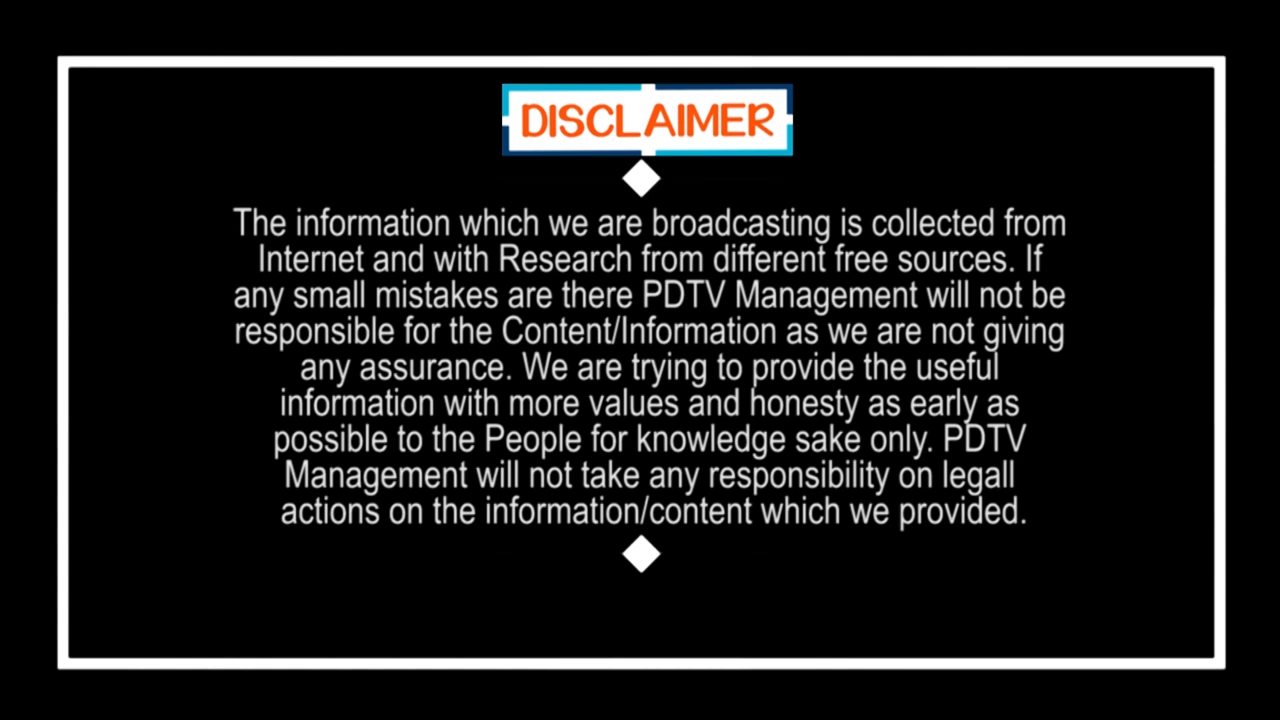 DISCLAIMER
The information which we are broadcasting is collected from
Internet and with Research from different free sources. If
any small mistakes are there PDTV Management will not be
responsible for the Content/Information as we are not giving
any assurance. We are trying to provide the useful
information with more values and honesty as early as
possible to the People for knowledge sake only. PDTV
Management will not take any responsibility on legall
actions on the information/content which we provided.